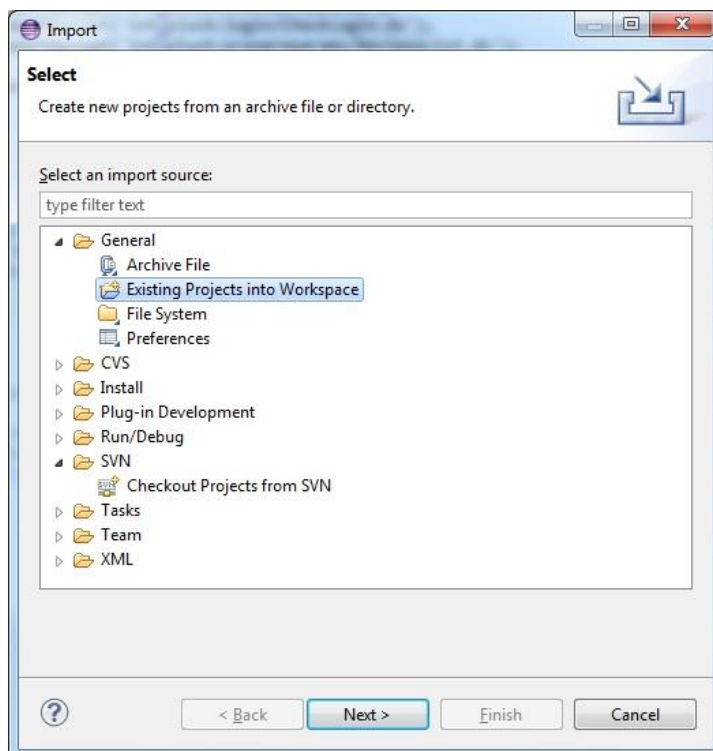 Import
Select
Create new projects from an archive file or directory.
Select an import source:
type filter text
General
Archive File
Existing Projects into Workspace
File System
Preferences
CVS
Install
Plug-in Development
Run/Debug
SVN
SVN
Checkout Projects from SVN
Tasks
Team
XML
?
< Back
Next >
Finish
Cancel